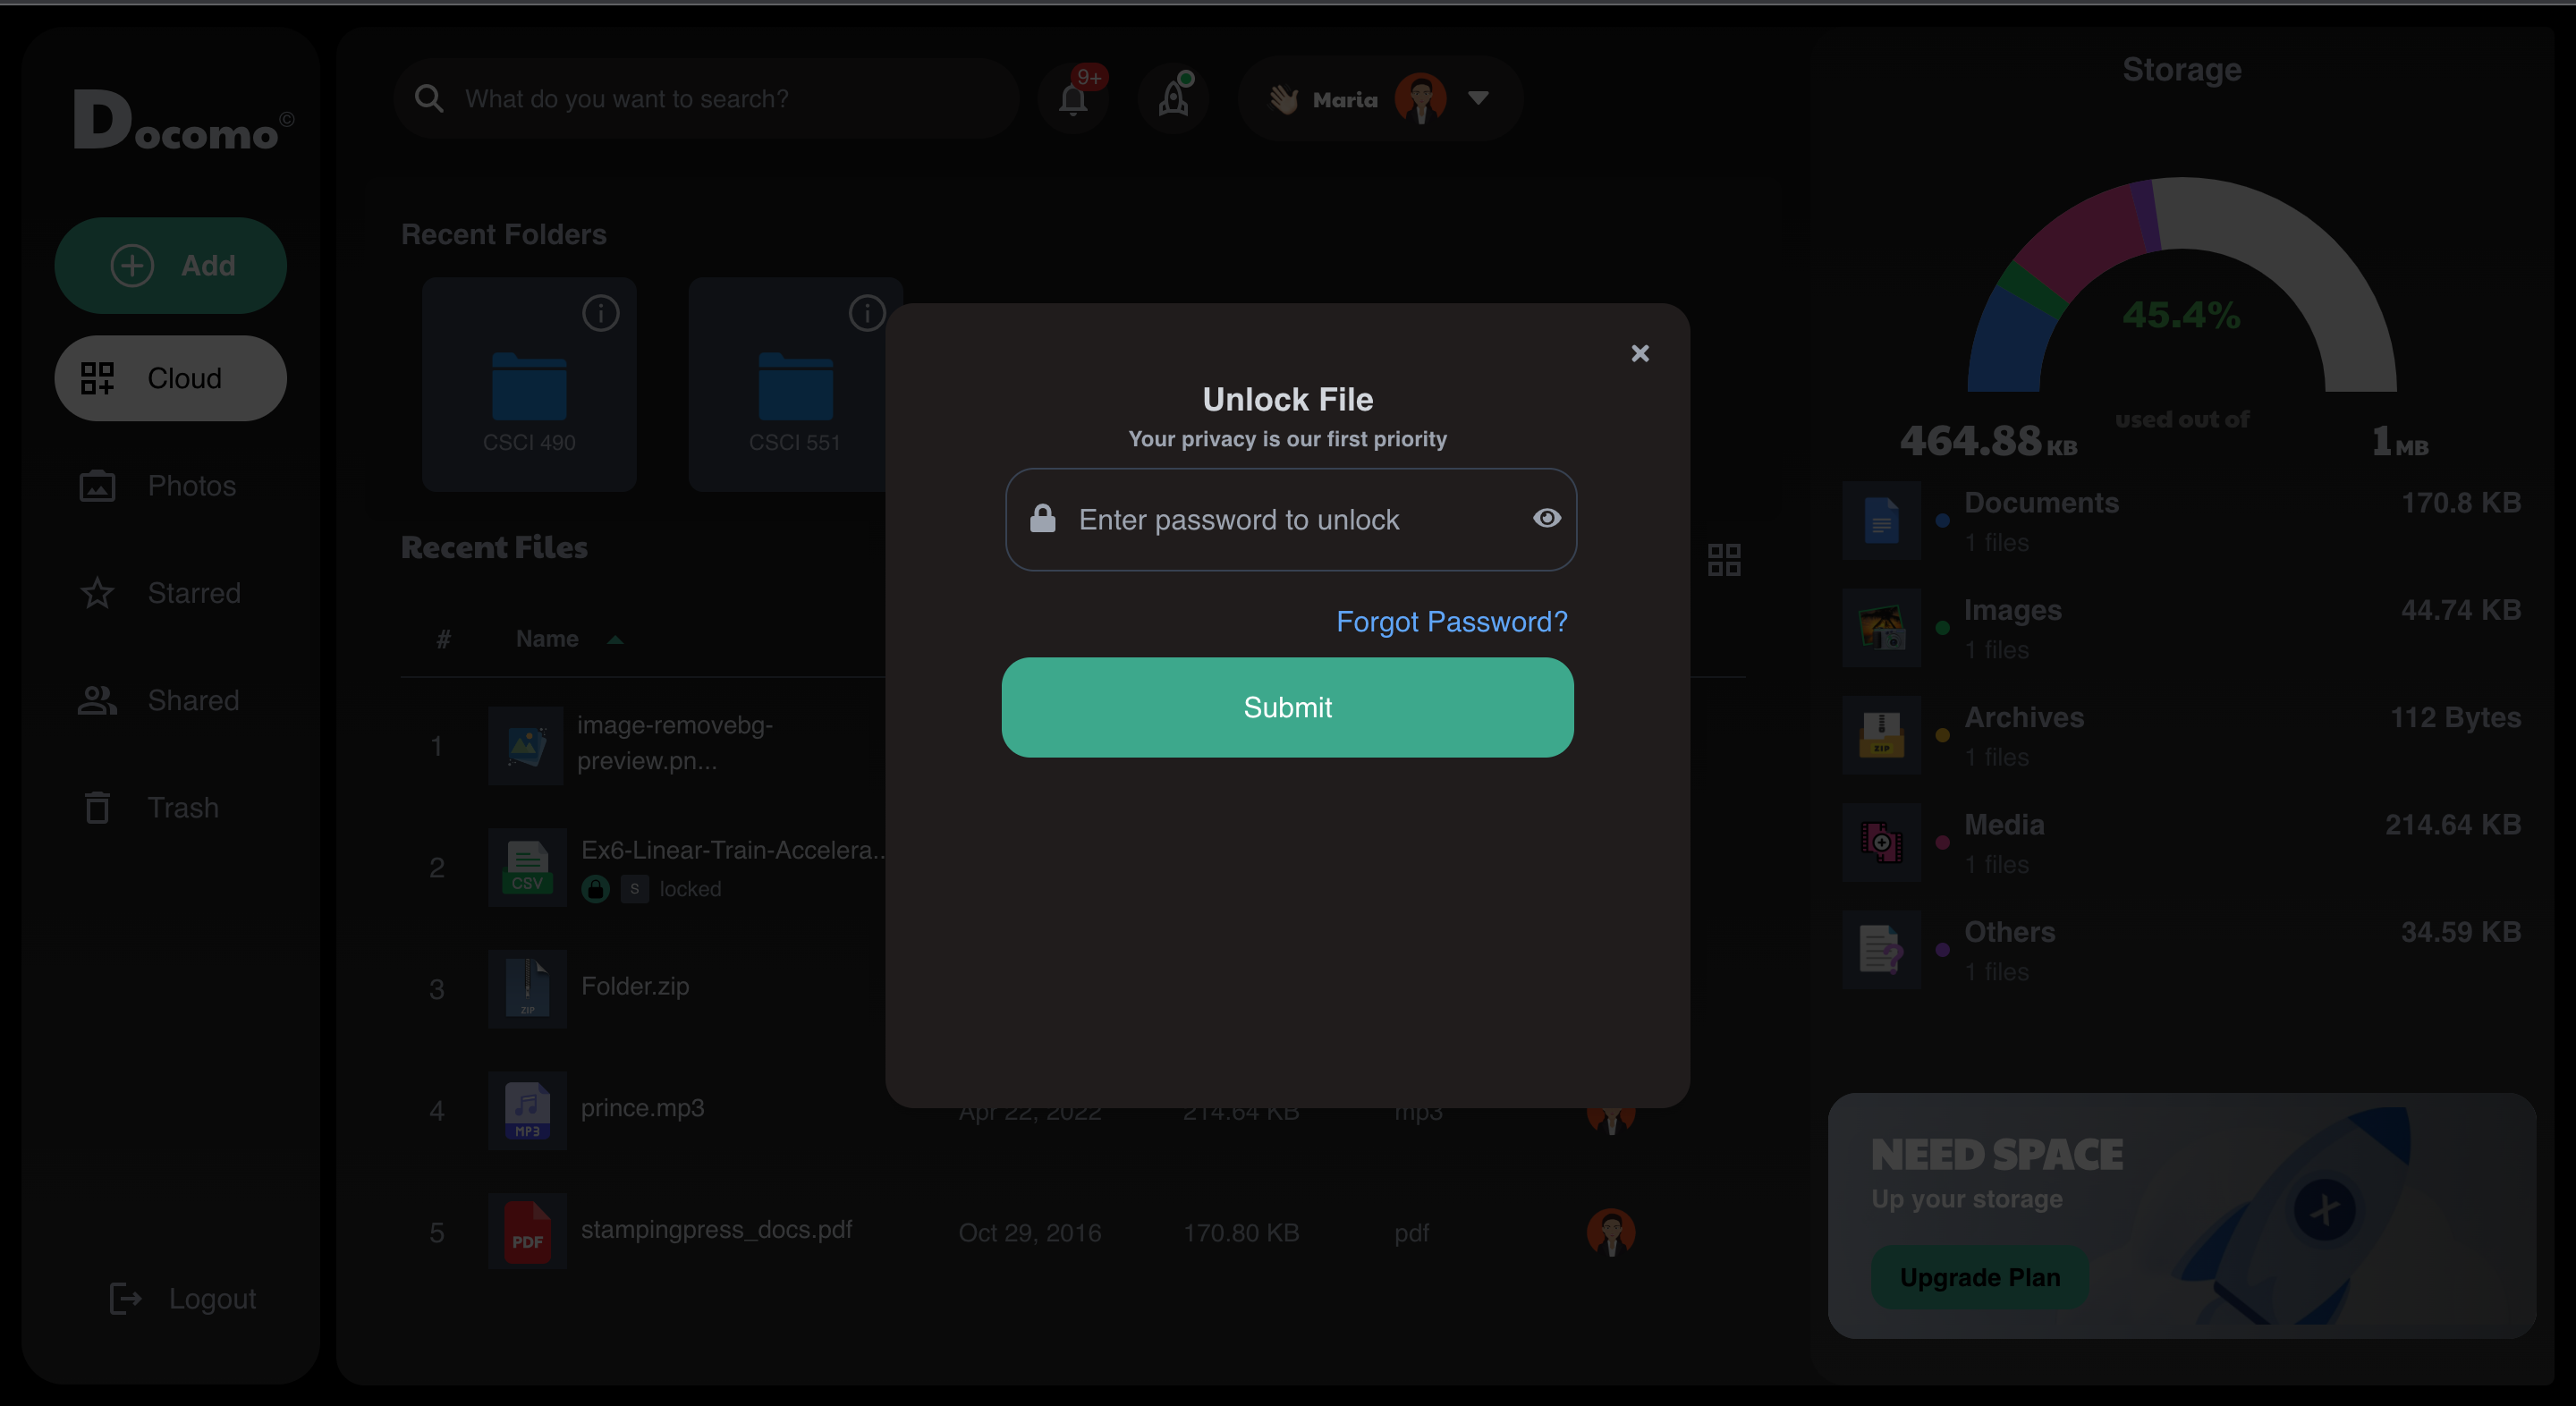 Docomo©
Add
Cloud
Photos
Starred
Shared
Trash
Logout
What do you want to search?
9+
Maria
Recent Folders
CSCI 490
CSCI 551
Recent Files
# Name
1 image-removebg-
preview.pn...
2 Ex6-Linear-Train-Accelera..
CSV
S locked
3 Folder.zip
ZIP
4 prince.mp3 Apr 22, 2022 214.64 KB mp3
MP3
5 stampingpress_docs.pdf Oct 29, 2016 170.80 KB pdf
PDF
Unlock File
Your privacy is our first priority
Enter password to unlock
Forgot Password?
Submit
Storage
45.4%
used out of
464.88 KB 1 MB
Documents 170.8 KB
1 files
Images 44.74 KB
1 files
Archives 112 Bytes
ZIP
1 files
Media 214.64 KB
1 files
Others 34.59 KB
1 files
NEED SPACE
Up your storage
Upgrade Plan
X